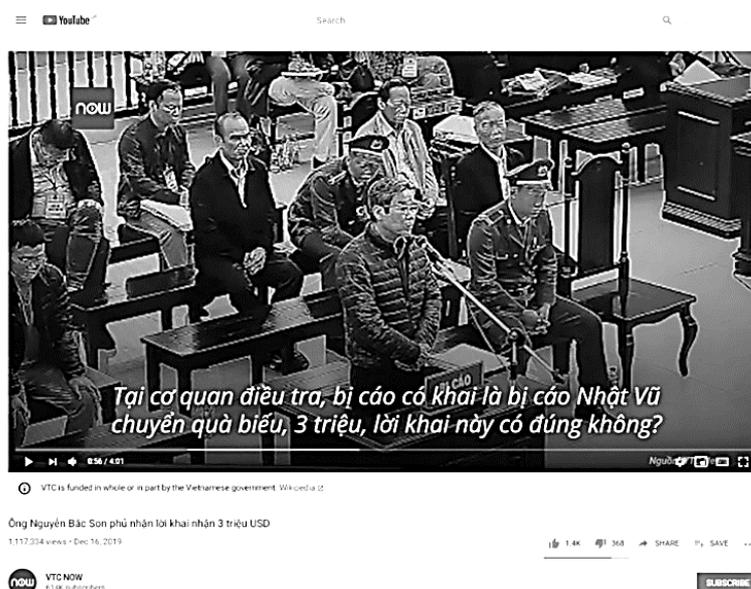 YouTube
Search
now
BỊ CÁO
Tại cơ quan điều tra, bị cáo có khai là bị cáo Nhật Vũ
chuyển quà biếu, 3 triệu, lời khai này có đúng không?
0:56 / 4:01
VTC is funded in whole or in part by the Vietnamese government. Wikipedia
Ông Nguyễn Bắc Son phủ nhận lời khai nhận 3 triệu USD
1,117,334 views • Dec 16, 2019
1.4K
368
SHARE
SAVE
now
VTC NOW
subscribers
SUBSCRIBE